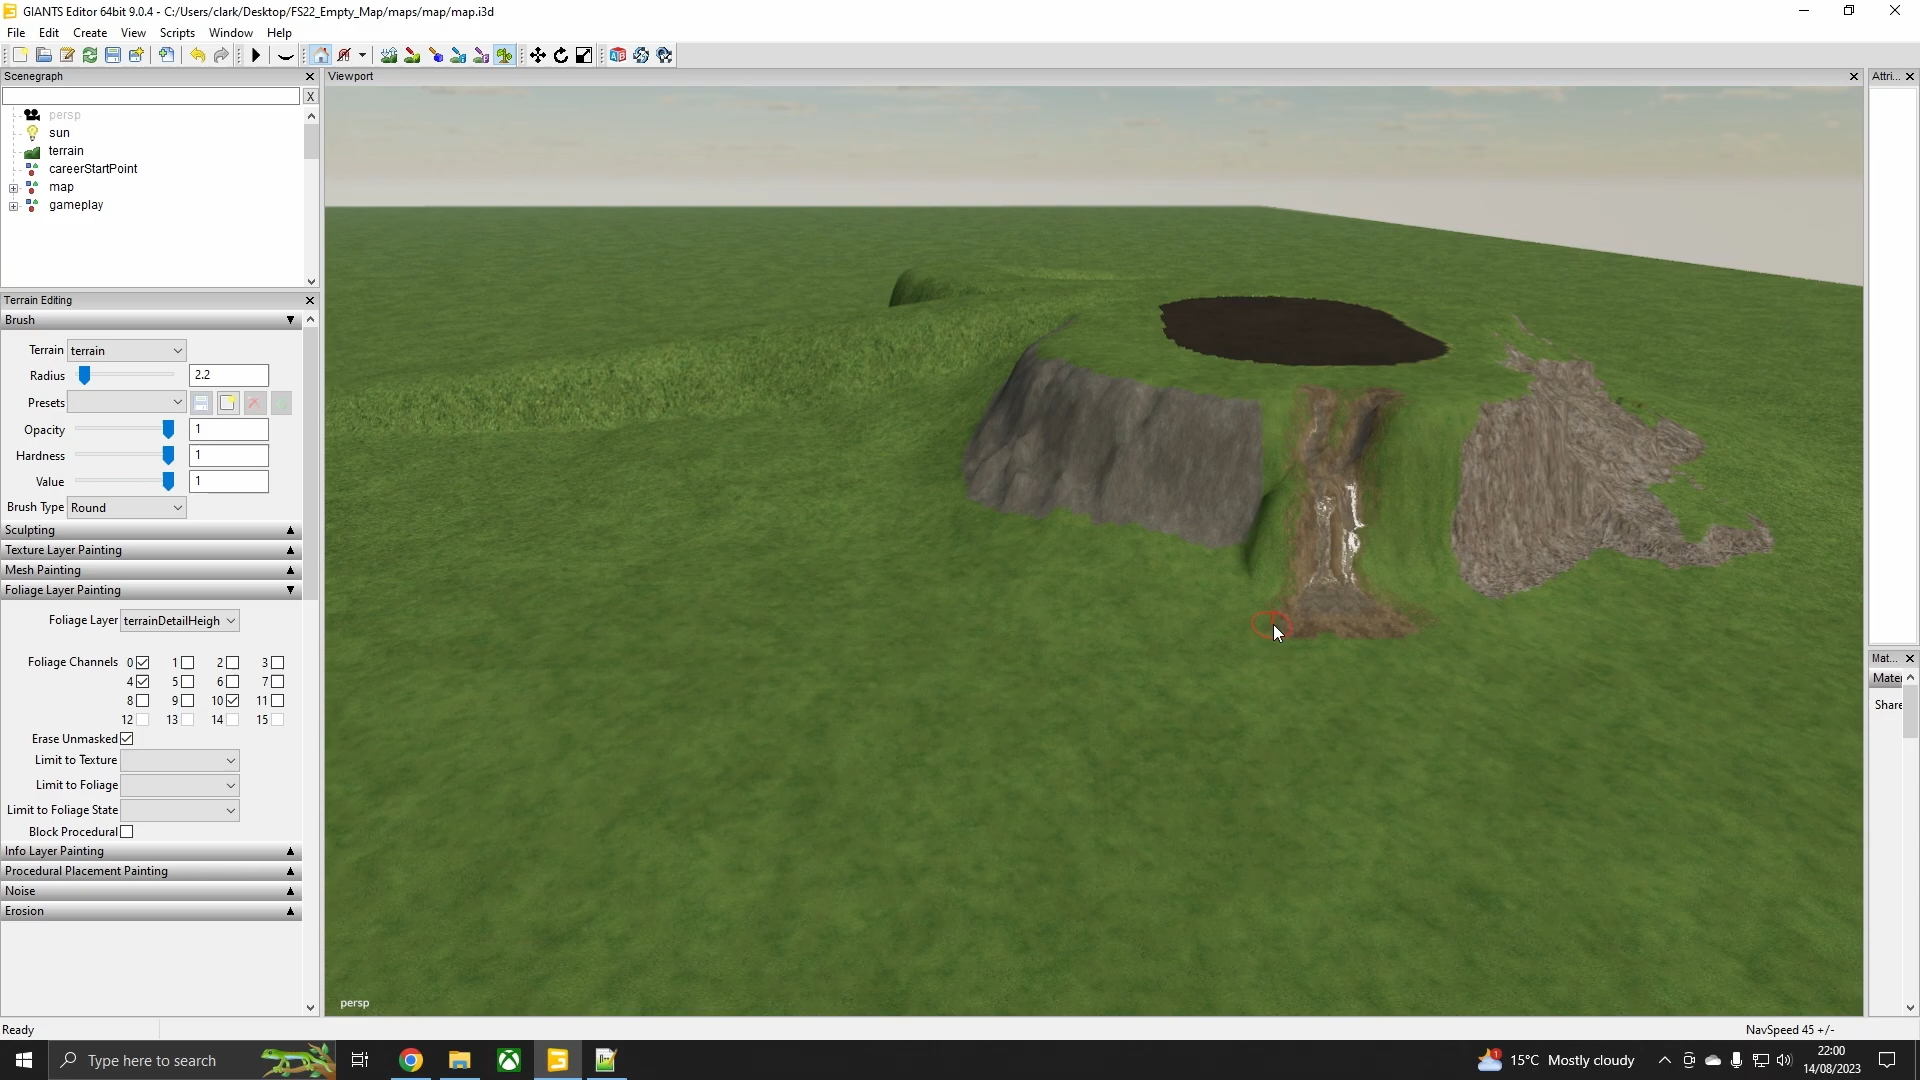 GIANTS Editor 64bit 9.0.4 - C:/Users/clark/Desktop/FS22_Empty_Map/maps/map/map.i3d
File Edit Create View Scripts Window Help
Scenegraph
Viewport
Attri...
X
persp
sun
terrain
careerStartPoint
map
gameplay
Terrain Editing
Brush
Terrain terrain
Radius 2.2
Presets
Opacity 1
Hardness 1
Value 1
Brush Type Round
Sculpting
Texture Layer Painting
Mesh Painting
Foliage Layer Painting
Foliage Layer terrainDetailHeigh
Foliage Channels 0 1 2 3
4 5 6 7
8 9 10 11
12 13 14 15
Erase Unmasked
Limit to Texture
Limit to Foliage
Limit to Foliage State
Block Procedural
Info Layer Painting
Procedural Placement Painting
Noise
Erosion
Mat...
Mater
Share
persp
Ready
NavSpeed 45 +/-
Type here to search
1
15°C Mostly cloudy
22:00
14/08/2023